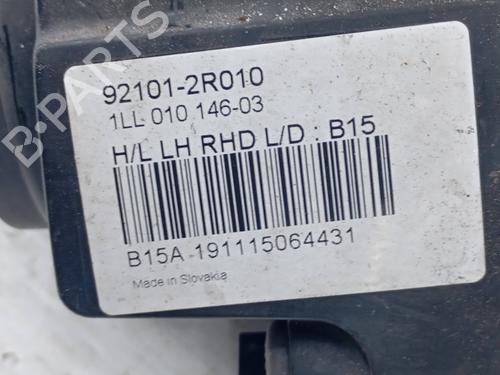 92101-2R010
1LL 010 146-03
H/L LH RHD L/D : B15
B15A 191115064431
Made in Slovakia
B-PARTS